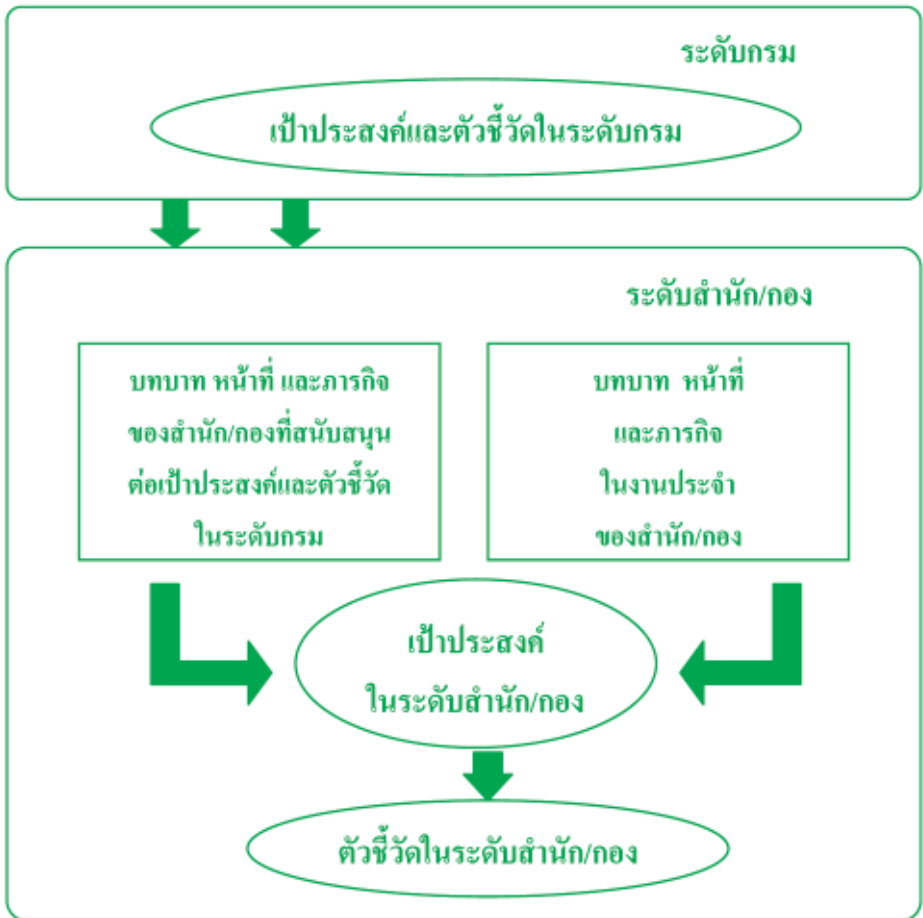 ระดับกรม
เป้าประสงค์และตัวชี้วัดในระดับกรม
ระดับสำนัก/กอง
บทบาท หน้าที่ และภารกิจ
ของสำนัก/กองที่สนับสนุน
ต่อเป้าประสงค์และตัวชี้วัด
ในระดับกรม
บทบาท หน้าที่
และภารกิจ
ในงานประจำ
ของสำนัก/กอง
เป้าประสงค์
ในระดับสำนัก/กอง
ตัวชี้วัดในระดับสำนัก/กอง